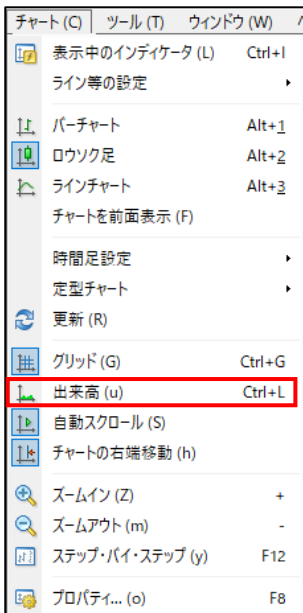 チャート (C) ツール (T) ウィンドウ (W)
表示中のインディケータ (L) Ctrl+I
ライン等の設定
バーチャート Alt+1
ロウソク足 Alt+2
ラインチャート Alt+3
チャートを前面表示 (F)
時間足設定
定型チャート
更新 (R)
グリッド (G) Ctrl+G
出来高 (u) Ctrl+L
自動スクロール (S)
チャートの右端移動 (h)
ズームイン (Z) +
ズームアウト (m) -
ステップ・バイ・ステップ (y) F12
プロパティ... (o) F8